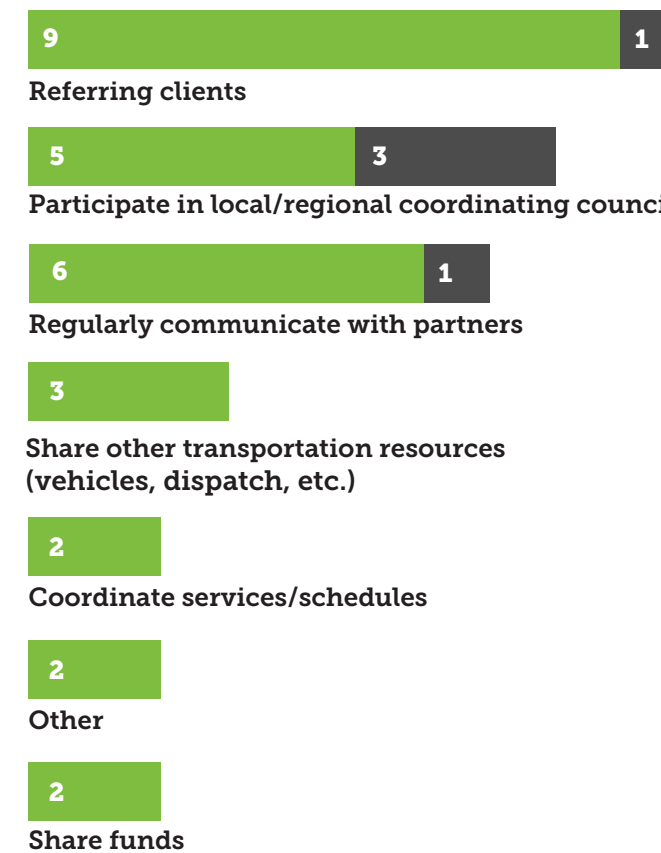 9 1
Referring clients
5 3
Participate in local/regional coordinating
6 1
Regularly communicate with partners
3
Share other transportation resources
(vehicles, dispatch, etc.)
2
Coordinate services/schedules
2
Other
2
Share funds